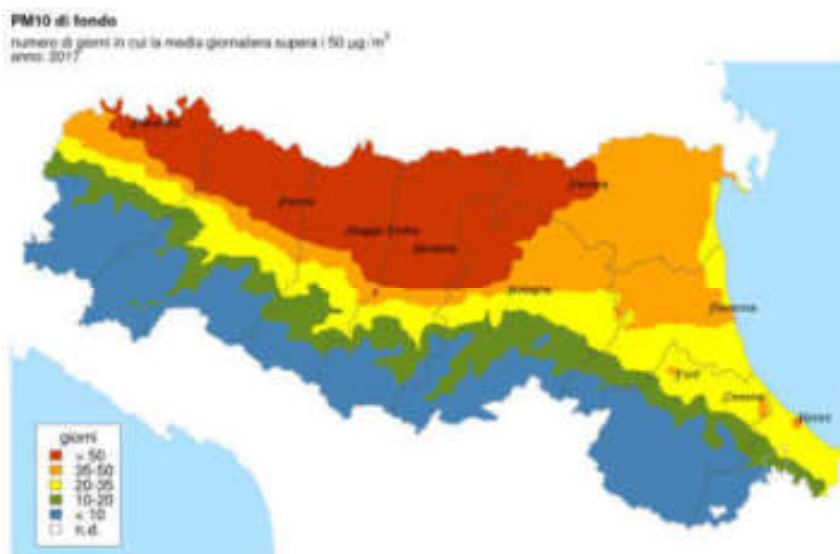 PM10 di fondo
numero di giorni in cui la media giornaliera supera i 50 µg/m³
anno: 2017
Ferrara
Parma
Reggio Emilia
Modena
Bologna
Ravenna
Forlì
Cesena
Rimini
giorni
> 50
35-50
20-35
10-20
< 10
n.d.